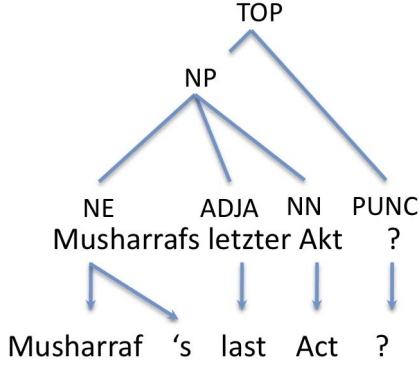 TOP
NP
NE ADJA NN PUNC
Musharrafs letzter Akt ?
Musharraf ‘s last Act ?